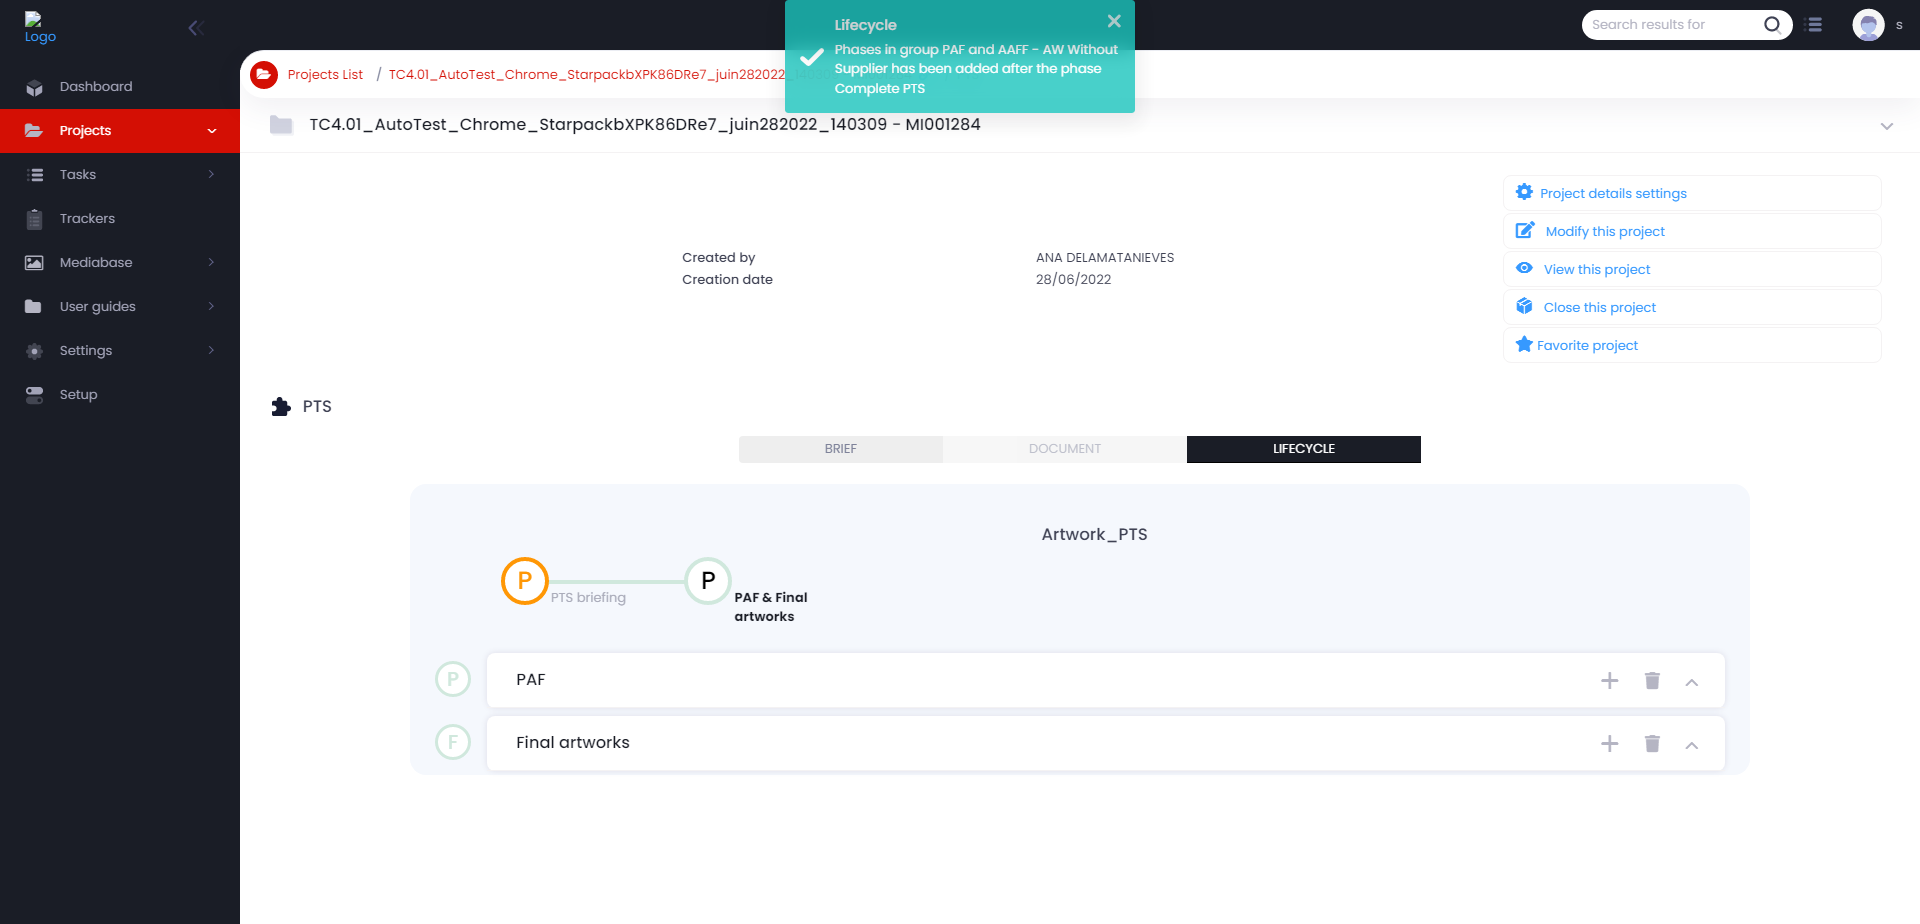 Logo
Search results for
s
Lifecycle
Phases in group PAF and AAFF - AW Without
Supplier has been added after the phase
Complete PTS
Dashboard
Projects
Tasks
Trackers
Mediabase
User guides
Settings
Setup
Projects List / TC4.01_AutoTest_Chrome_StarpackbXPK86DRe7_juin282022_
TC4.01_AutoTest_Chrome_StarpackbXPK86DRe7_juin282022_140309 - MI001284
Project details settings
Modify this project
View this project
Close this project
Favorite project
Created by ANA DELAMATANIEVES
Creation date 28/06/2022
PTS
BRIEF DOCUMENT LIFECYCLE
Artwork_PTS
P P
PTS briefing PAF & Final
artworks
P PAF
F Final artworks